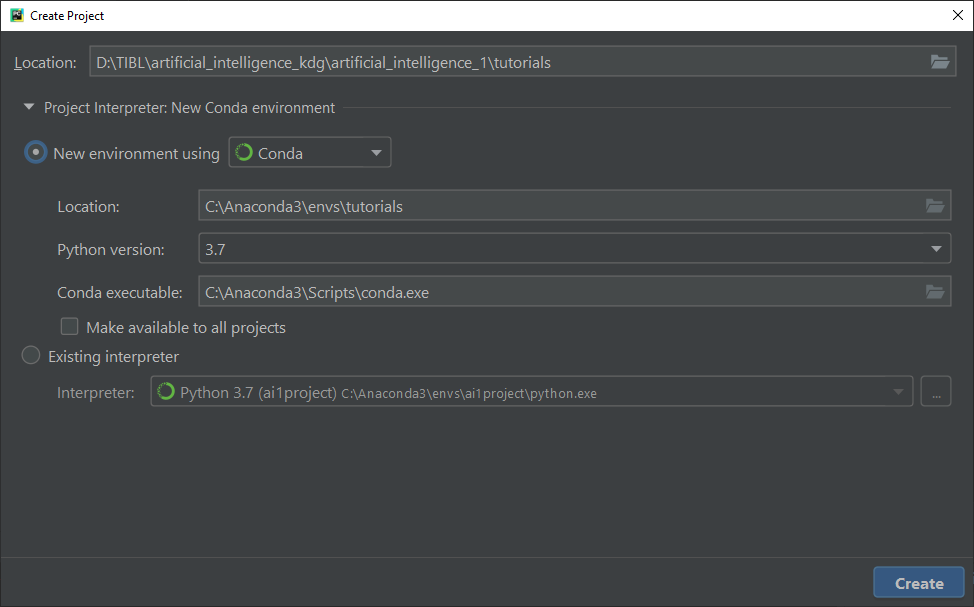 Create Project
Location: D:\TIBL\artificial_intelligence_kdg\artificial_intelligence_1\tutorials
Project Interpreter: New Conda environment
New environment using Conda
Location: C:\Anaconda3\envs\tutorials
Python version: 3.7
Conda executable: C:\Anaconda3\Scripts\conda.exe
Make available to all projects
Existing interpreter
Interpreter: Python 3.7 (ai1project) C:\Anaconda3\envs\ai1project\python.exe ...
Create